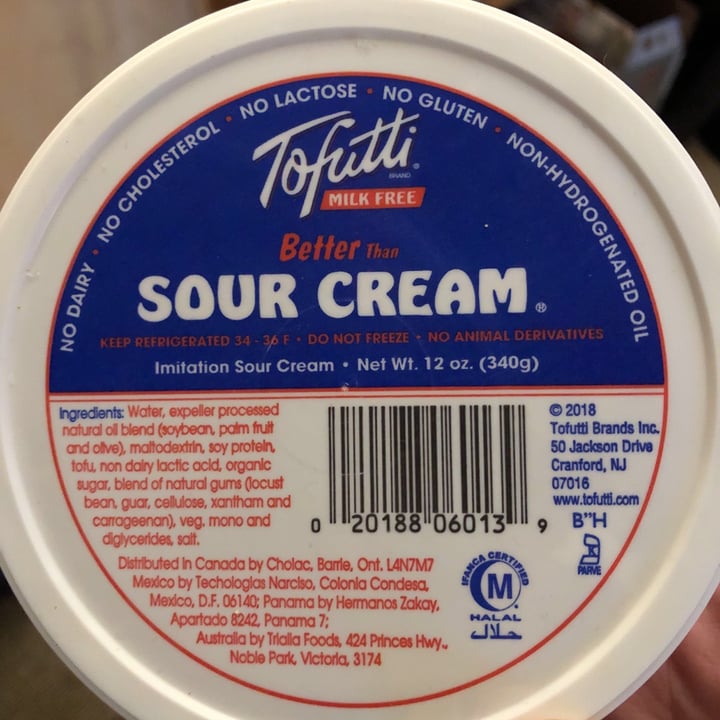 NO DAIRY • NO CHOLESTEROL • NO LACTOSE • NO GLUTEN • NON-HYDROGENATED OIL
Tofutti
BRAND
MILK FREE
Better Than
SOUR CREAM ®
KEEP REFRIGERATED 34 - 36 F • DO NOT FREEZE • NO ANIMAL DERIVATIVES
Imitation Sour Cream • Net Wt. 12 oz. (340g)
Ingredients: Water, expeller processed
natural oil blend (soybean, palm fruit
and olive), maltodextrin, soy protein,
tofu, non dairy lactic acid, organic
sugar, blend of natural gums (locust
bean, guar, cellulose, xantham and
carrageenan), veg. mono and
diglycerides, salt.
0 20188 06013 9
© 2018
Tofutti Brands Inc.
50 Jackson Drive
Cranford, NJ
07016
www.tofutti.com
B"H
K
PARVE
Distributed in Canada by Cholac, Barrie, Ont. L4N7M7
Mexico by Techologias Narciso, Colonia Condesa,
Mexico, D.F. 06140; Panama by Hermanos Zakay,
Apartado 8242, Panama 7;
Australia by Trialia Foods, 424 Princes Hwy.,
Noble Park, Victoria, 3174
IFANCA CERTIFIED
M
HALAL
حلال